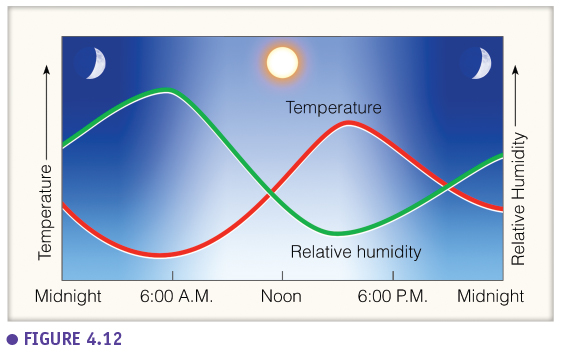 Temperature
Temperature
Relative Humidity
Relative humidity
Midnight 6:00 A.M. Noon 6:00 P.M. Midnight
● FIGURE 4.12